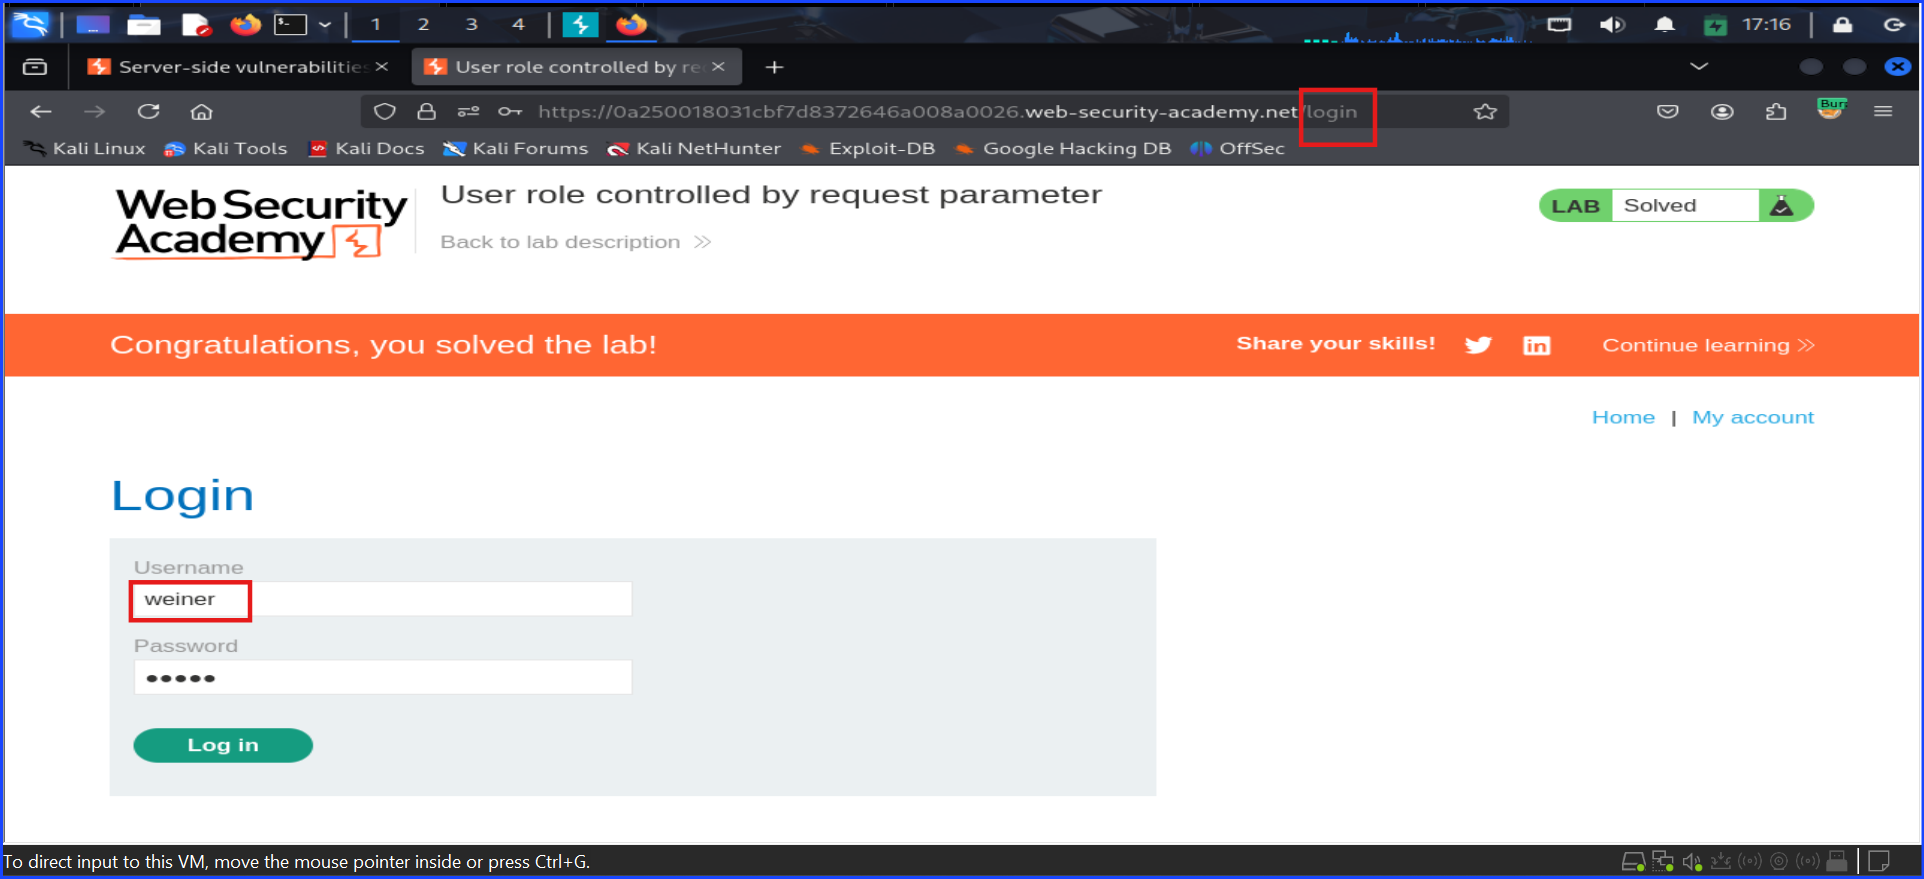 1 2 3 4 17:16
Server-side vulnerabilities User role controlled by re
https://0a250018031cbf7d8372646a008a0026.web-security-academy.net/login Burr
Kali Linux Kali Tools Kali Docs Kali Forums Kali NetHunter Exploit-DB Google Hacking DB OffSec
Web Security
Academy
User role controlled by request parameter
Back to lab description
LAB Solved
Congratulations, you solved the lab! Share your skills! Continue learning
Home | My account
Login
Username
weiner
Password
•••••
Log in
To direct input to this VM, move the mouse pointer inside or press Ctrl+G.